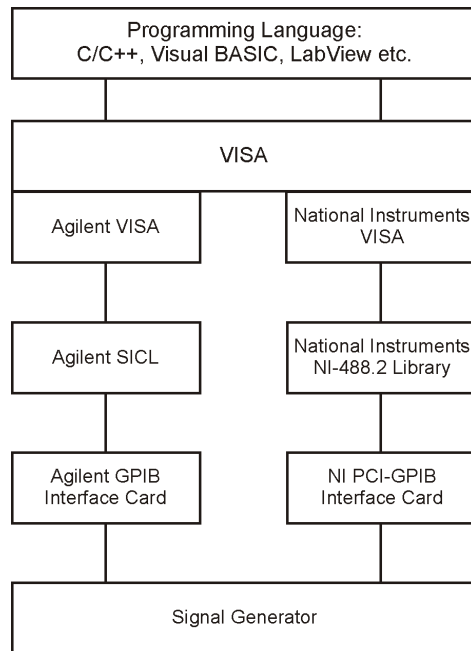 Programming Language:
C/C++, Visual BASIC, LabView etc.
VISA
Agilent VISA
National Instruments
VISA
Agilent SICL
National Instruments
NI-488.2 Library
Agilent GPIB
Interface Card
NI PCI-GPIB
Interface Card
Signal Generator